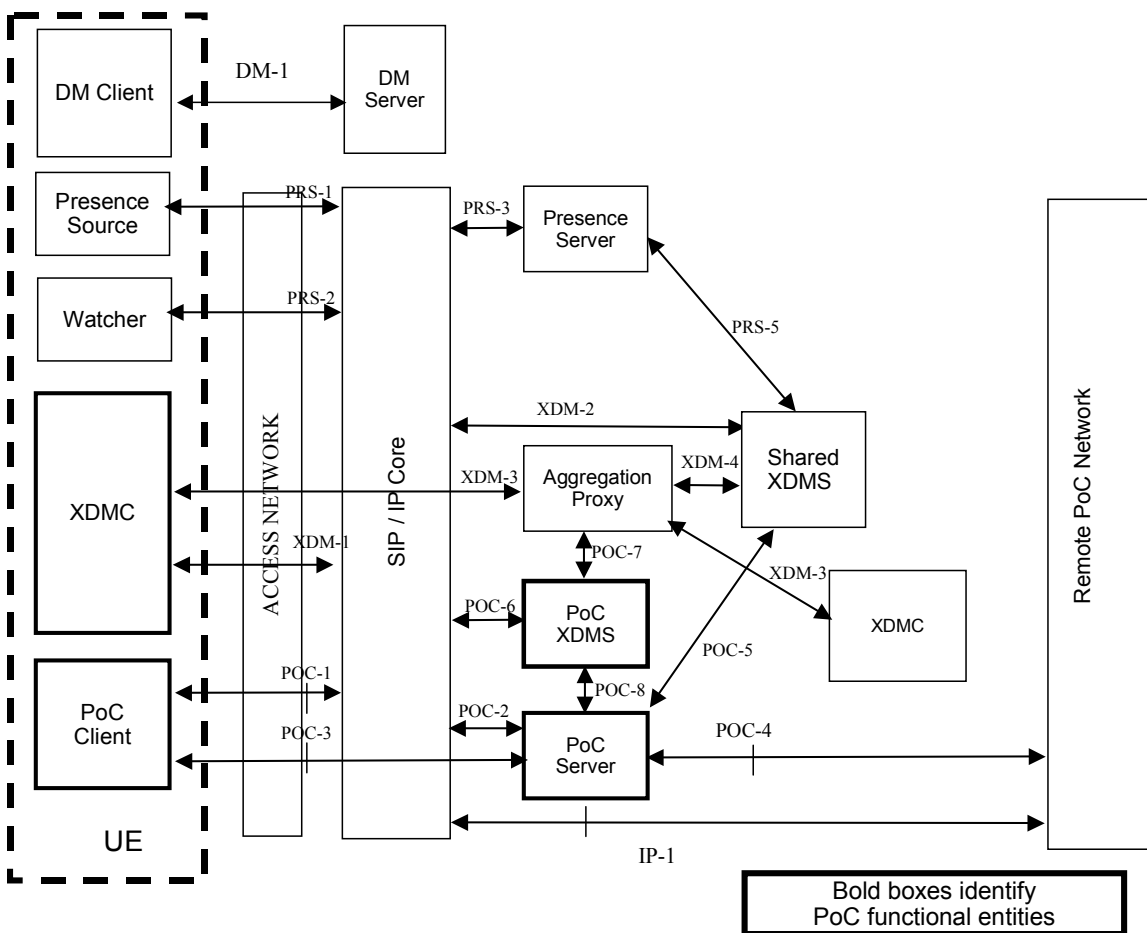 DM Client
DM-1
DM
Server
Presence
Source
PRS-1
PRS-3
Presence
Server
Watcher
PRS-2
PRS-5
XDMC
ACCESS NETWORK
SIP / IP Core
XDM-2
XDM-3
Aggregation
Proxy
XDM-4
Shared
XDMS
Remote PoC Network
XDM-1
POC-7
XDM-3
XDMC
POC-6
PoC
XDMS
POC-5
POC-8
PoC
Client
POC-1
POC-3
POC-2
PoC
Server
POC-4
UE
IP-1
Bold boxes identify
PoC functional entities